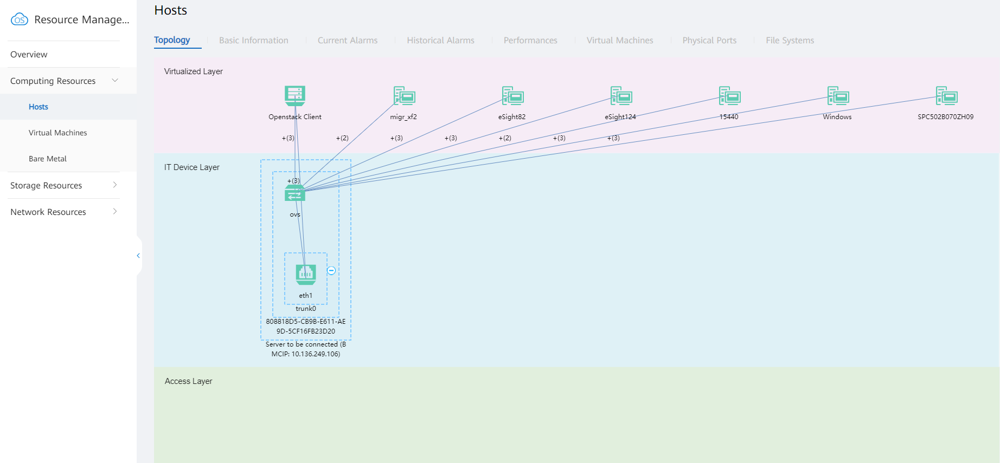 OS Resource Manage...
Overview
Computing Resources
Hosts
Virtual Machines
Bare Metal
Storage Resources
Network Resources
Hosts
Topology Basic Information Current Alarms Historical Alarms Performances Virtual Machines Physical Ports File Systems
Virtualized Layer
Openstack Client migr_xf2 eSight82 eSight124 15440 Windows SPC502B070ZH09
+(3) +(2) +(3) +(3) +(2) +(3) +(3)
IT Device Layer
+(3)
ovs
eth1
trunk0
808818D5-CB9B-E611-AE
9D-5CF16FB23D20
Server to be connected (B
MCIP: 10.136.249.106)
Access Layer